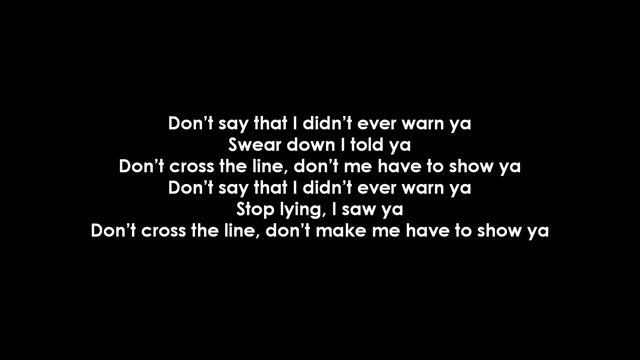 Don't say that I didn't ever warn ya
Swear down I told ya
Don't cross the line, don't me have to show ya
Don't say that I didn't ever warn ya
Stop lying, I saw ya
Don't cross the line, don't make me have to show ya